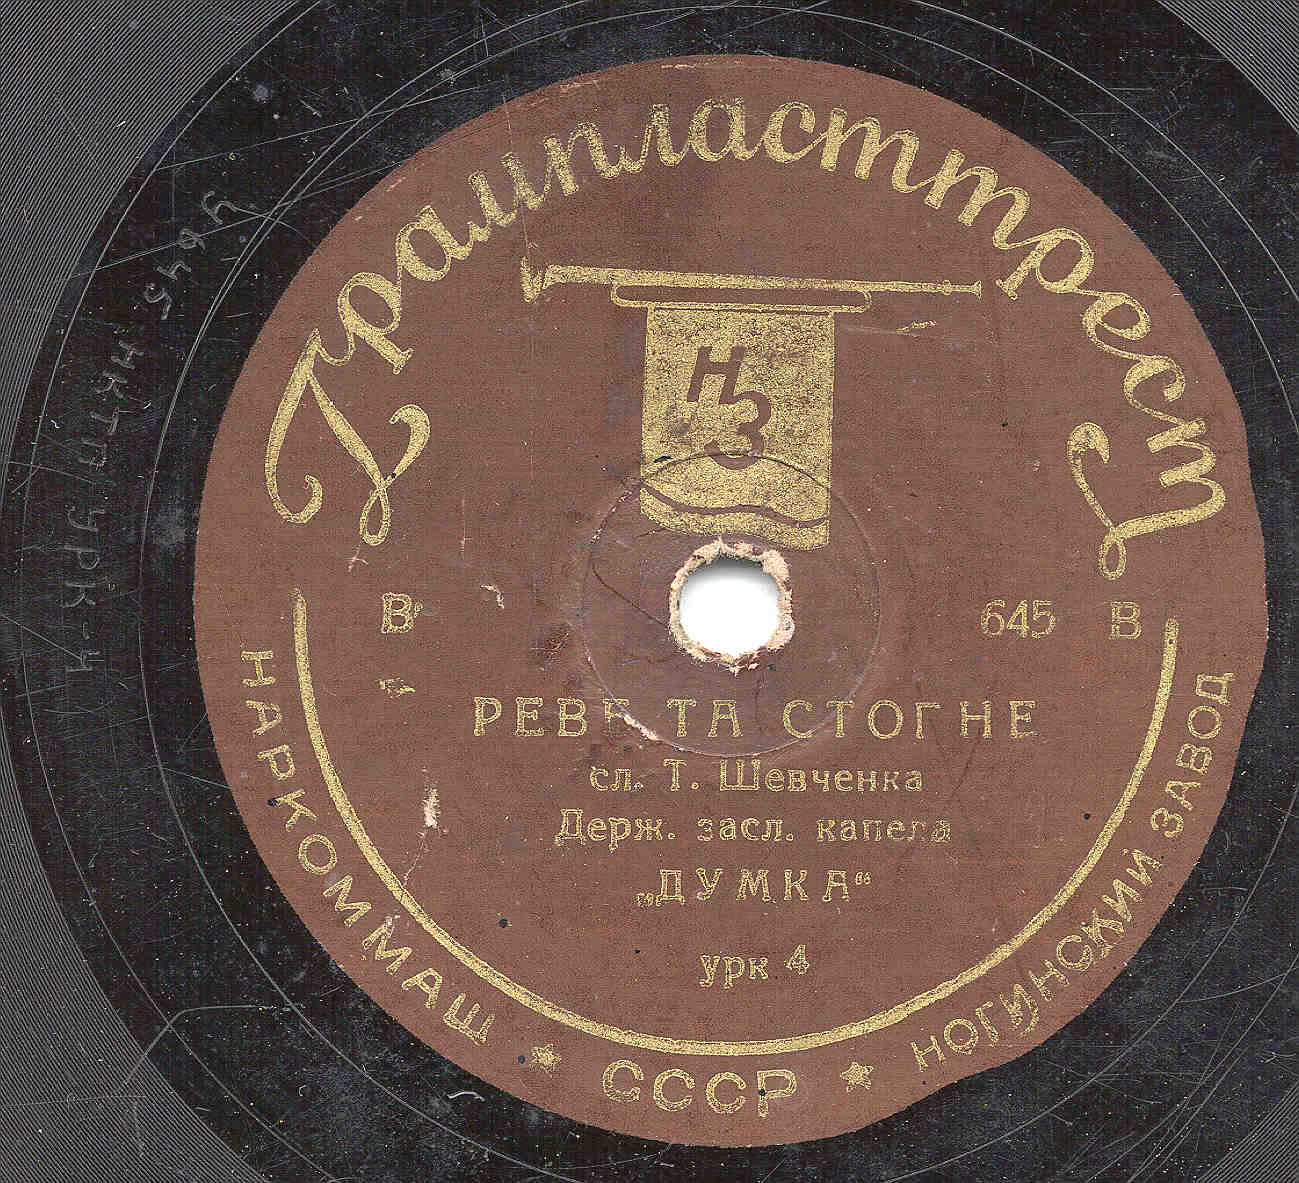 Грампласттрест
НЗ
В
645 В
РЕВЕ ТА СТОГНЕ
сл. Т. Шевченка
Держ. засл. капела
„ДУМКА“
урк 4
НАРКОММАШ ★ СССР ★ НОГИНСКИЙ ЗАВОД
645
НКТП УРК-4